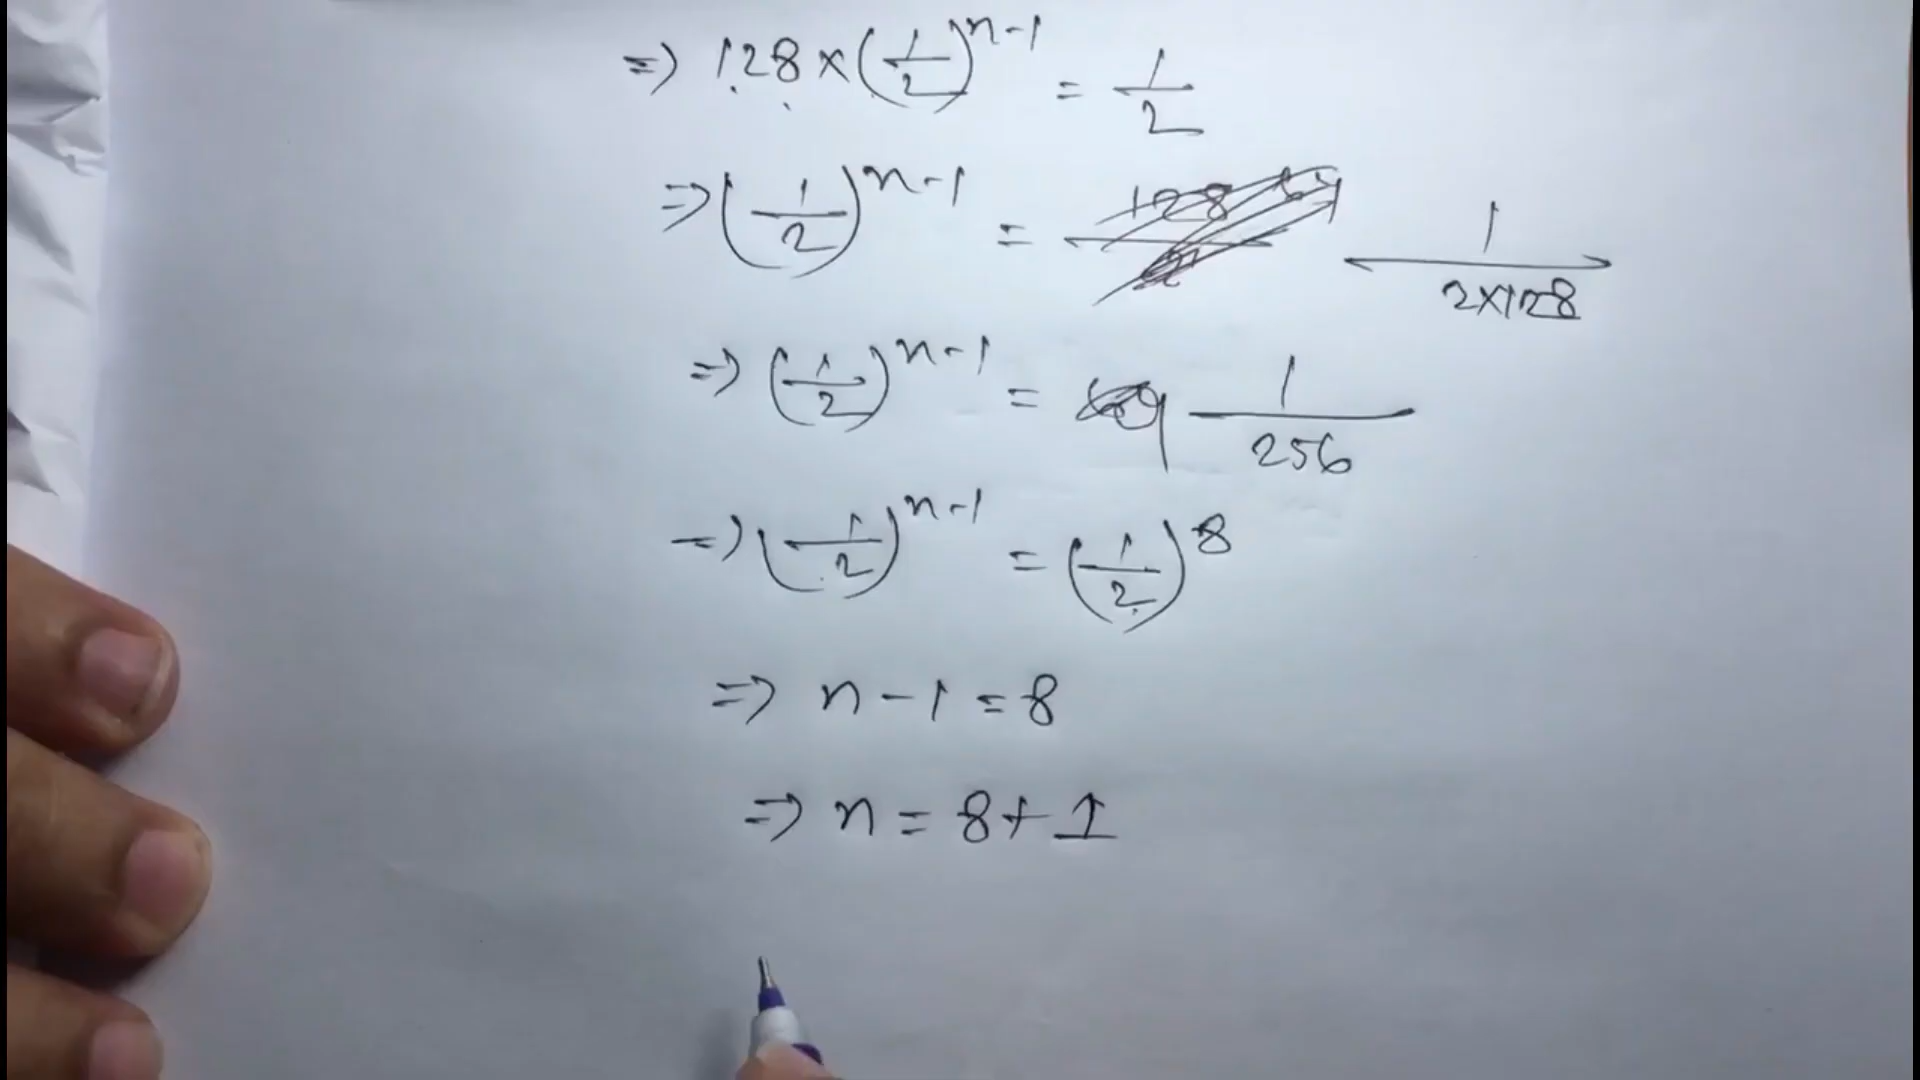 => 128 × (1/2)^(n-1) = 1/2
=> (1/2)^(n-1) = 1/(2×128)
=> (1/2)^(n-1) = 1/256
=> (1/2)^(n-1) = (1/2)^8
=> n - 1 = 8
=> n = 8 + 1